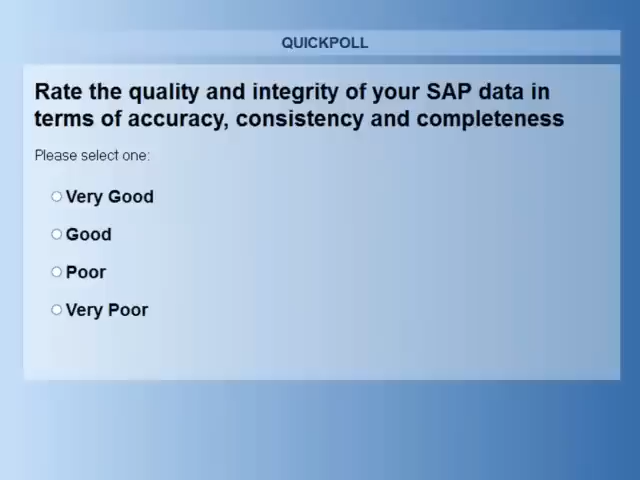 QUICKPOLL
Rate the quality and integrity of your SAP data in
terms of accuracy, consistency and completeness
Please select one:
Very Good
Good
Poor
Very Poor